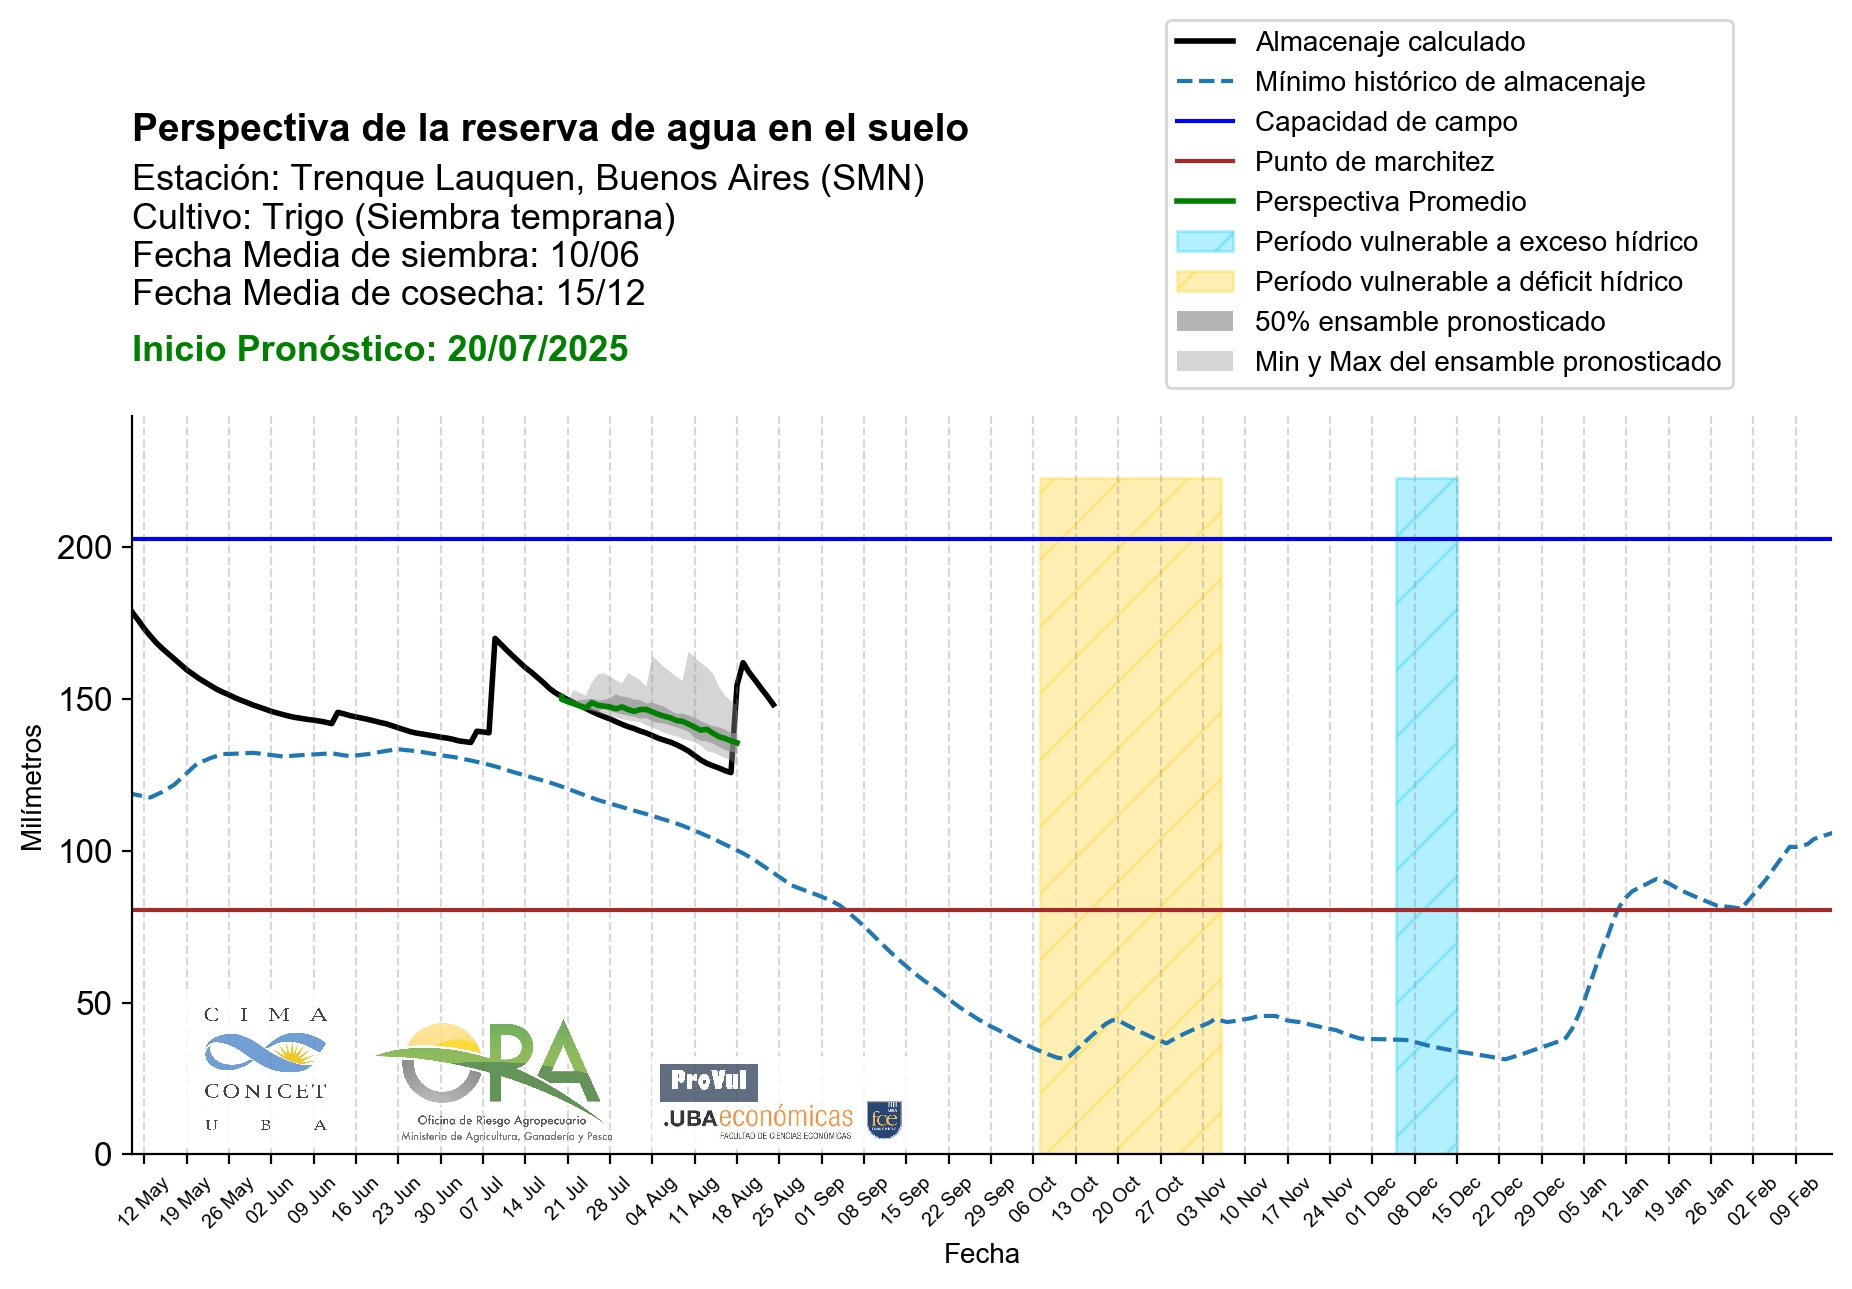 Almacenaje calculado
Mínimo histórico de almacenaje
Capacidad de campo
Punto de marchitez
Perspectiva Promedio
Período vulnerable a exceso hídrico
Período vulnerable a déficit hídrico
50% ensamble pronosticado
Min y Max del ensamble pronosticado
Perspectiva de la reserva de agua en el suelo
Estación: Trenque Lauquen, Buenos Aires (SMN)
Cultivo: Trigo (Siembra temprana)
Fecha Media de siembra: 10/06
Fecha Media de cosecha: 15/12
Inicio Pronóstico: 20/07/2025
Milímetros
200
150
100
50
0
CIMA
CONICET
UBA
ORA
Oficina de Riesgo Agropecuario
Ministerio de Agricultura, Ganadería y Pesca
ProVul
.UBAeconómicas
FACULTAD DE CIENCIAS ECONÓMICAS
fce
12 May
19 May
26 May
02 Jun
09 Jun
16 Jun
23 Jun
30 Jun
07 Jul
14 Jul
21 Jul
28 Jul
04 Aug
11 Aug
18 Aug
25 Aug
01 Sep
08 Sep
15 Sep
22 Sep
29 Sep
06 Oct
13 Oct
20 Oct
27 Oct
03 Nov
10 Nov
17 Nov
24 Nov
01 Dec
08 Dec
15 Dec
22 Dec
29 Dec
05 Jan
12 Jan
19 Jan
26 Jan
02 Feb
09 Feb
Fecha